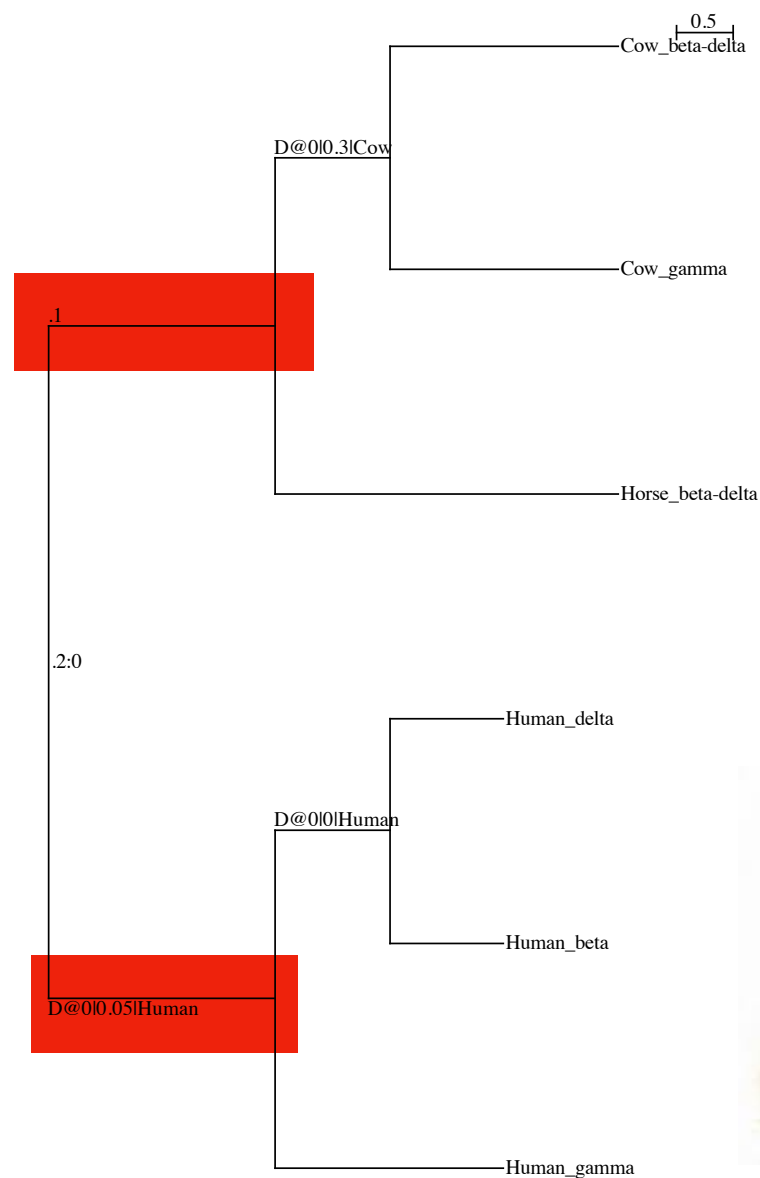 0.5
Cow_beta-delta
D@0|0.3|Cow
Cow_gamma
.1
Horse_beta-delta
.2:0
Human_delta
D@0|0|Human
Human_beta
D@0|0.05|Human
Human_gamma